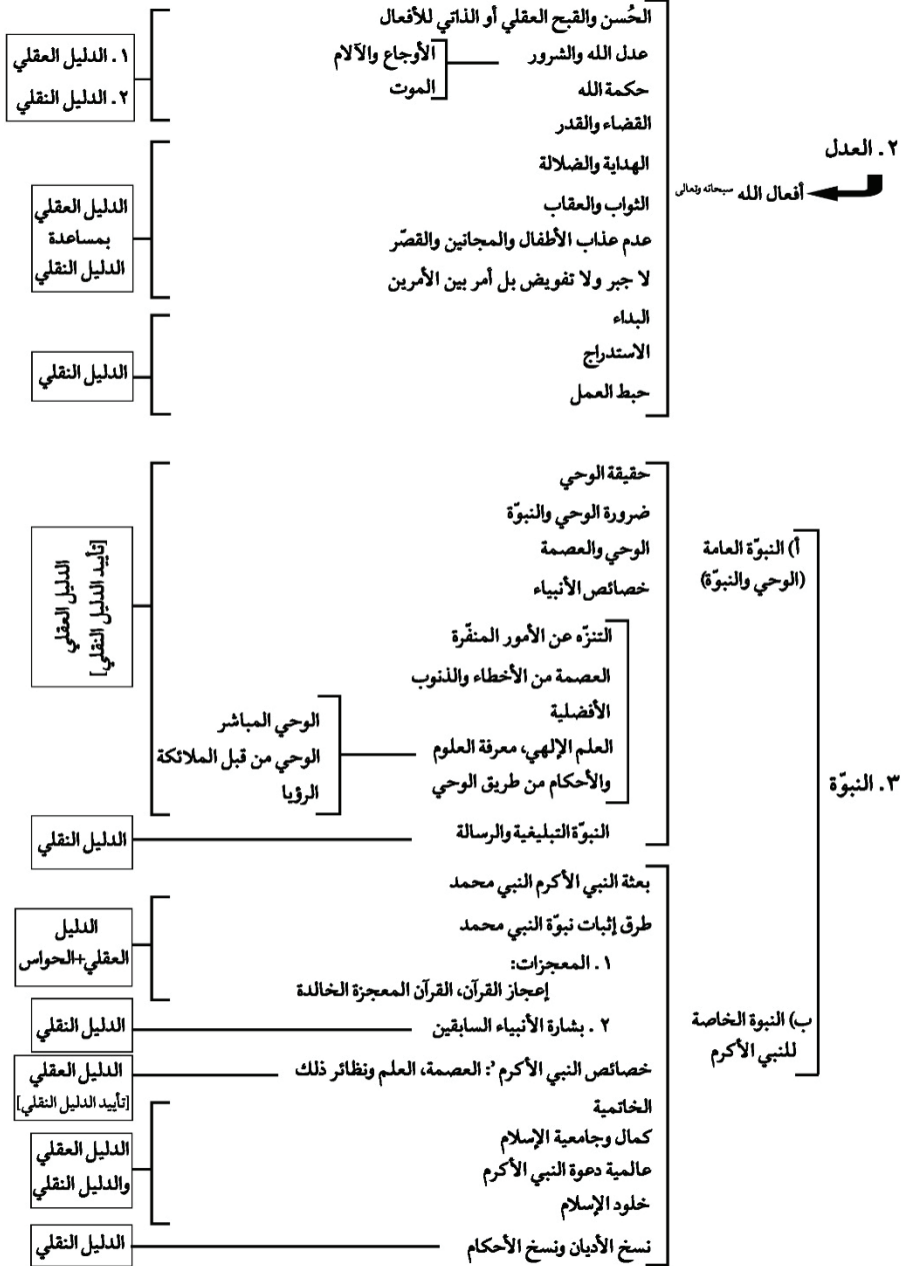 ٢. العدل
أفعال الله سبحانه وتعالى
الحُسن والقبح العقلي أو الذاتي للأفعال
عدل الله والشرور
الأوجاع والآلام
الموت
حكمة الله
القضاء والقدر
١. الدليل العقلي
٢. الدليل النقلي
الهداية والضلالة
الثواب والعقاب
عدم عذاب الأطفال والمجانين والقصّر
لا جبر ولا تفويض بل أمر بين الأمرين
الدليل العقلي
بمساعدة
الدليل النقلي
البداء
الاستدراج
حبط العمل
الدليل النقلي
٣. النبوّة
أ) النبوّة العامة
(الوحي والنبوّة)
حقيقة الوحي
ضرورة الوحي والنبوّة
الوحي والعصمة
خصائص الأنبياء
التنزّه عن الأمور المنفّرة
العصمة من الأخطاء والذنوب
الأفضلية
العلم الإلهي، معرفة العلوم
والأحكام من طريق الوحي
الوحي المباشر
الوحي من قبل الملائكة
الرؤيا
الدليل العقلي
[تأييد الدليل النقلي]
النبوّة التبليغية والرسالة
الدليل النقلي
ب) النبوة الخاصة
للنبي الأكرم
بعثة النبي الأكرم النبي محمد
طرق إثبات نبوّة النبي محمد
١. المعجزات:
إعجاز القرآن، القرآن المعجزة الخالدة
الدليل
العقلي+الحواس
٢. بشارة الأنبياء السابقين
الدليل النقلي
خصائص النبي الأكرم ’: العصمة، العلم ونظائر ذلك
الدليل العقلي
[تأييد الدليل النقلي]
الخاتمية
كمال وجامعية الإسلام
عالمية دعوة النبي الأكرم
خلود الإسلام
الدليل العقلي
والدليل النقلي
نسخ الأديان ونسخ الأحكام
الدليل النقلي